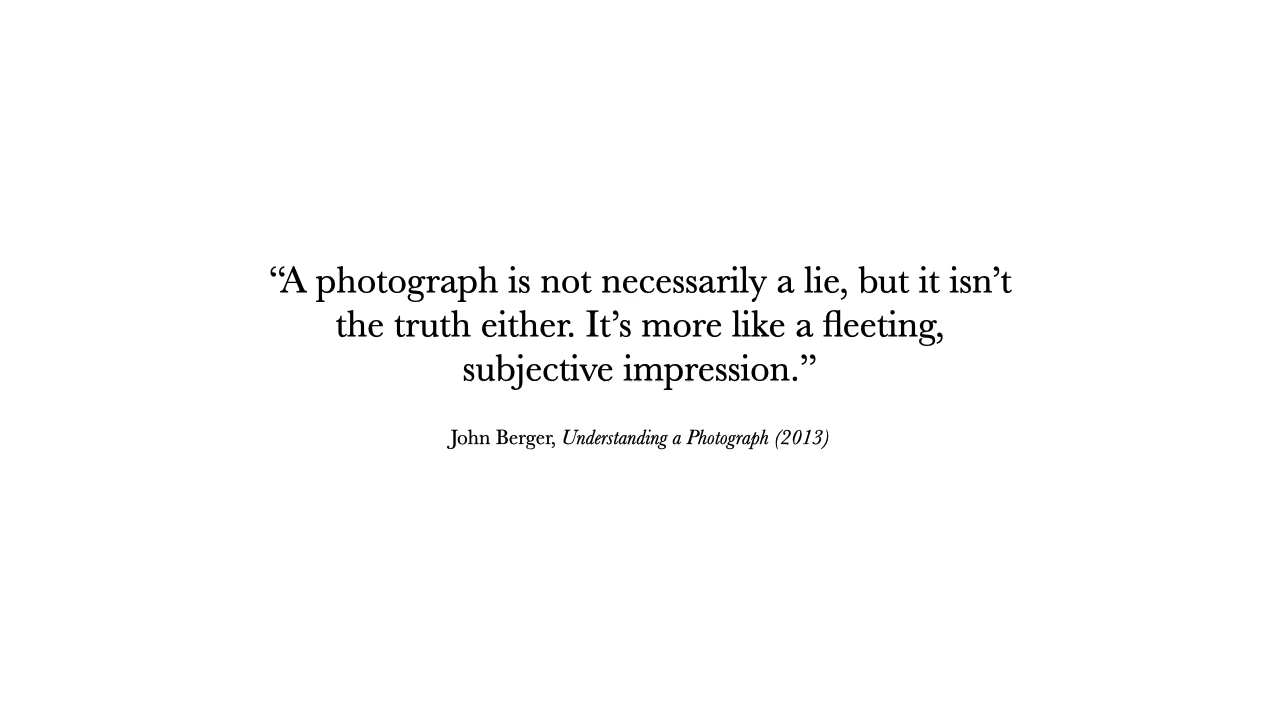 “A photograph is not necessarily a lie, but it isn’t
the truth either. It’s more like a fleeting,
subjective impression.”
John Berger, Understanding a Photograph (2013)